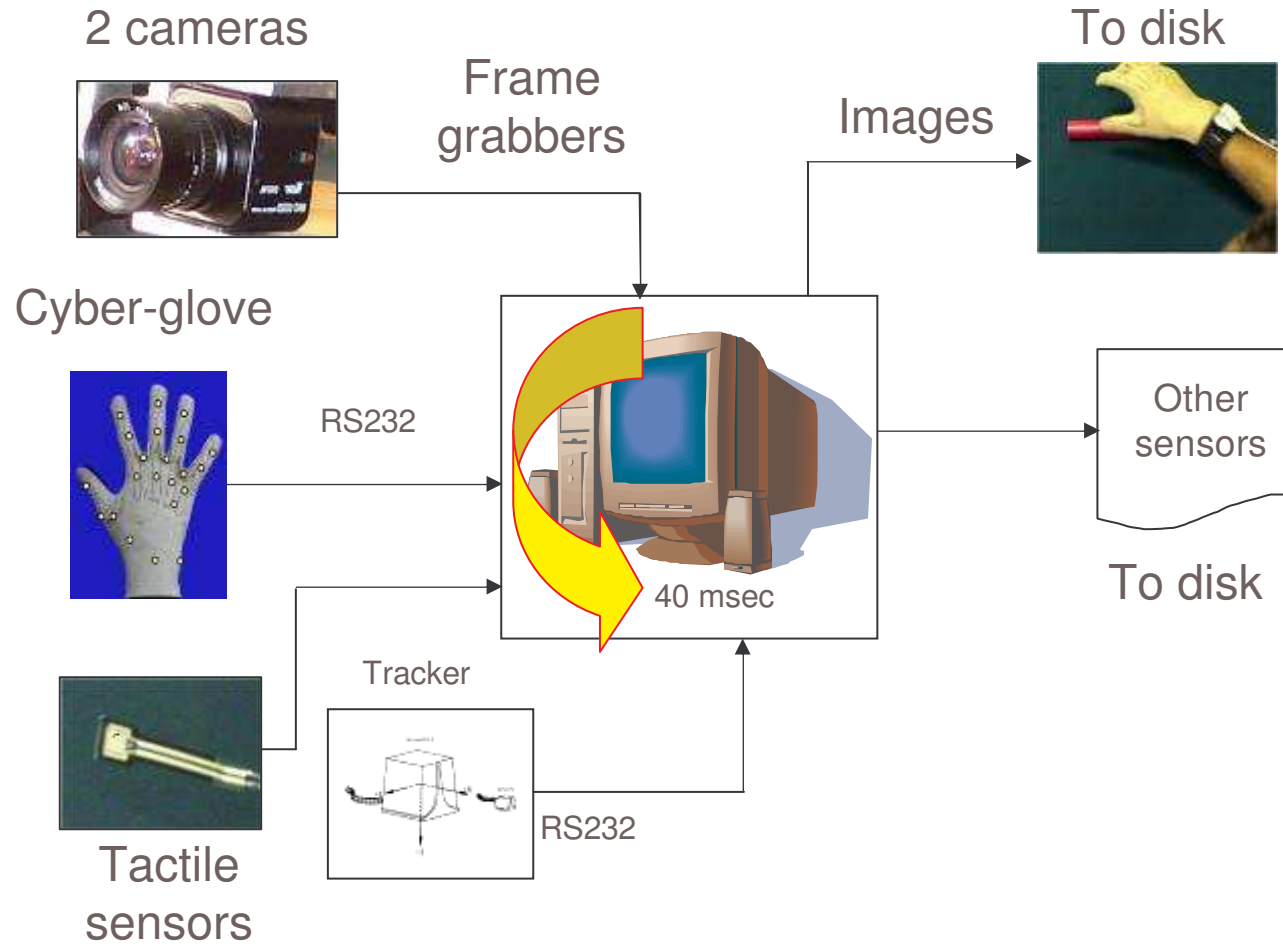 2 cameras
To disk
Frame
grabbers
Images
Cyber-glove
RS232
Other
sensors
40 msec
To disk
Tracker
RS232
Tactile
sensors